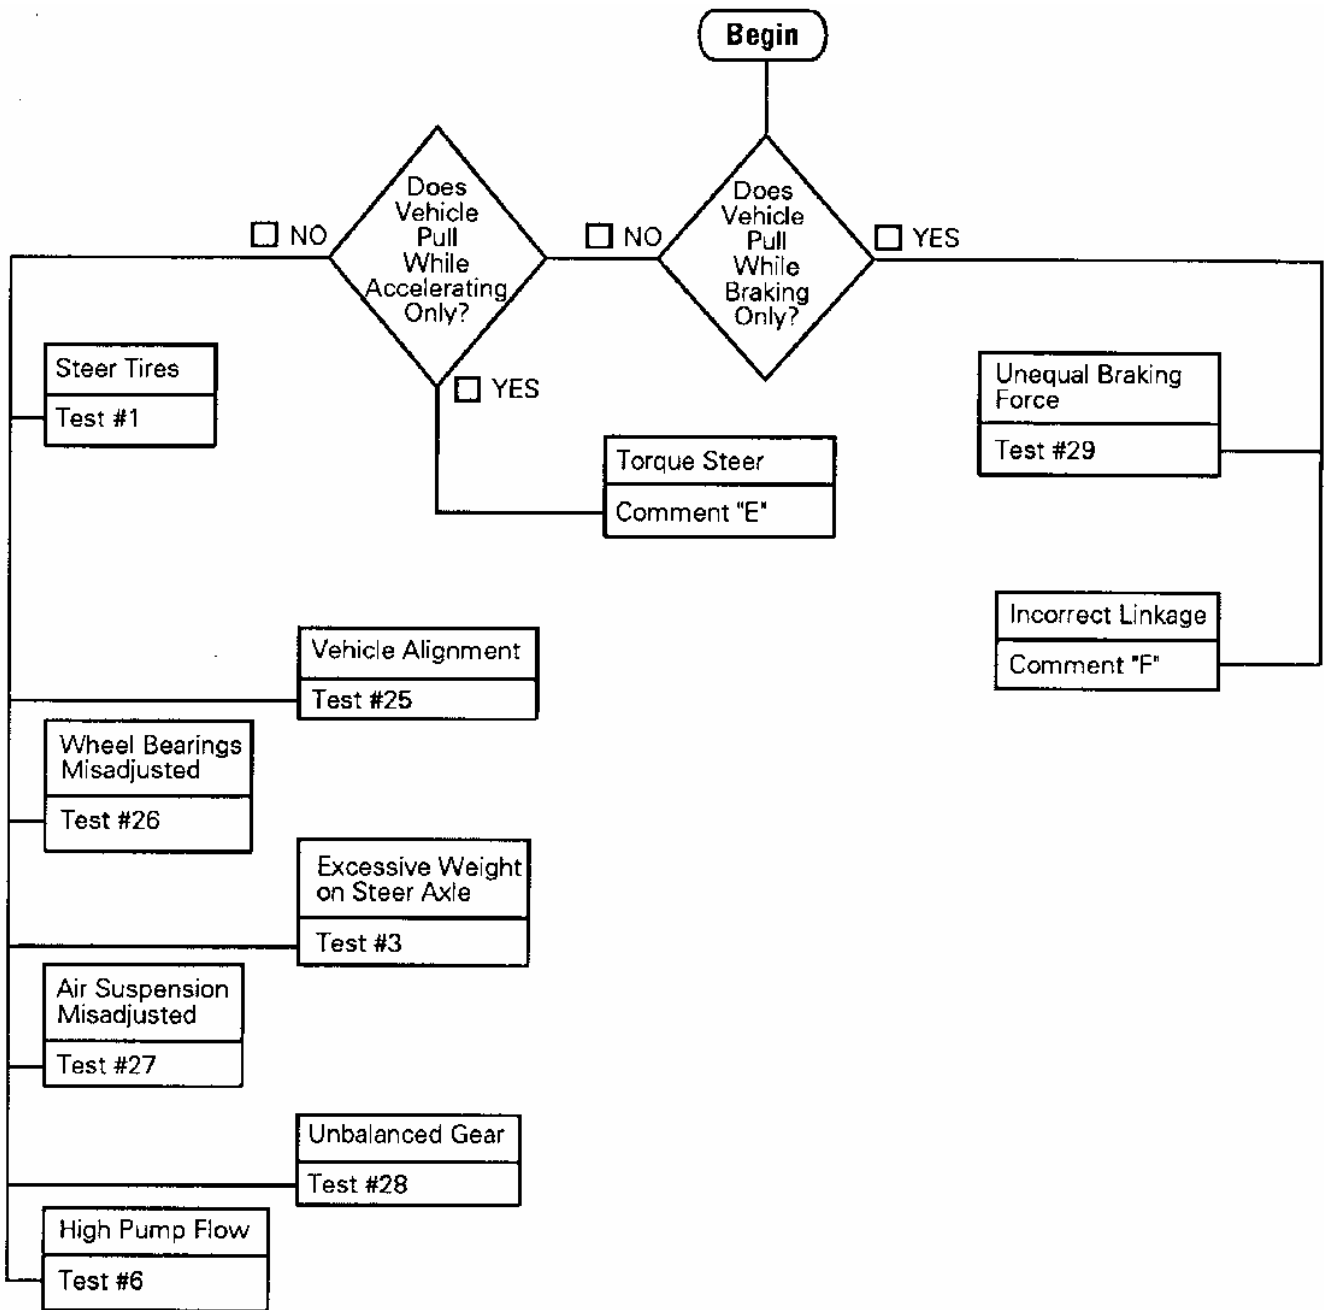 Begin
Does
Vehicle
Pull
While
Braking
Only?
YES
NO
Does
Vehicle
Pull
While
Accelerating
Only?
NO
YES
Steer Tires
Test #1
Torque Steer
Comment "E"
Unequal Braking
Force
Test #29
Incorrect Linkage
Comment "F"
Vehicle Alignment
Test #25
Wheel Bearings
Misadjusted
Test #26
Excessive Weight
on Steer Axle
Test #3
Air Suspension
Misadjusted
Test #27
Unbalanced Gear
Test #28
High Pump Flow
Test #6